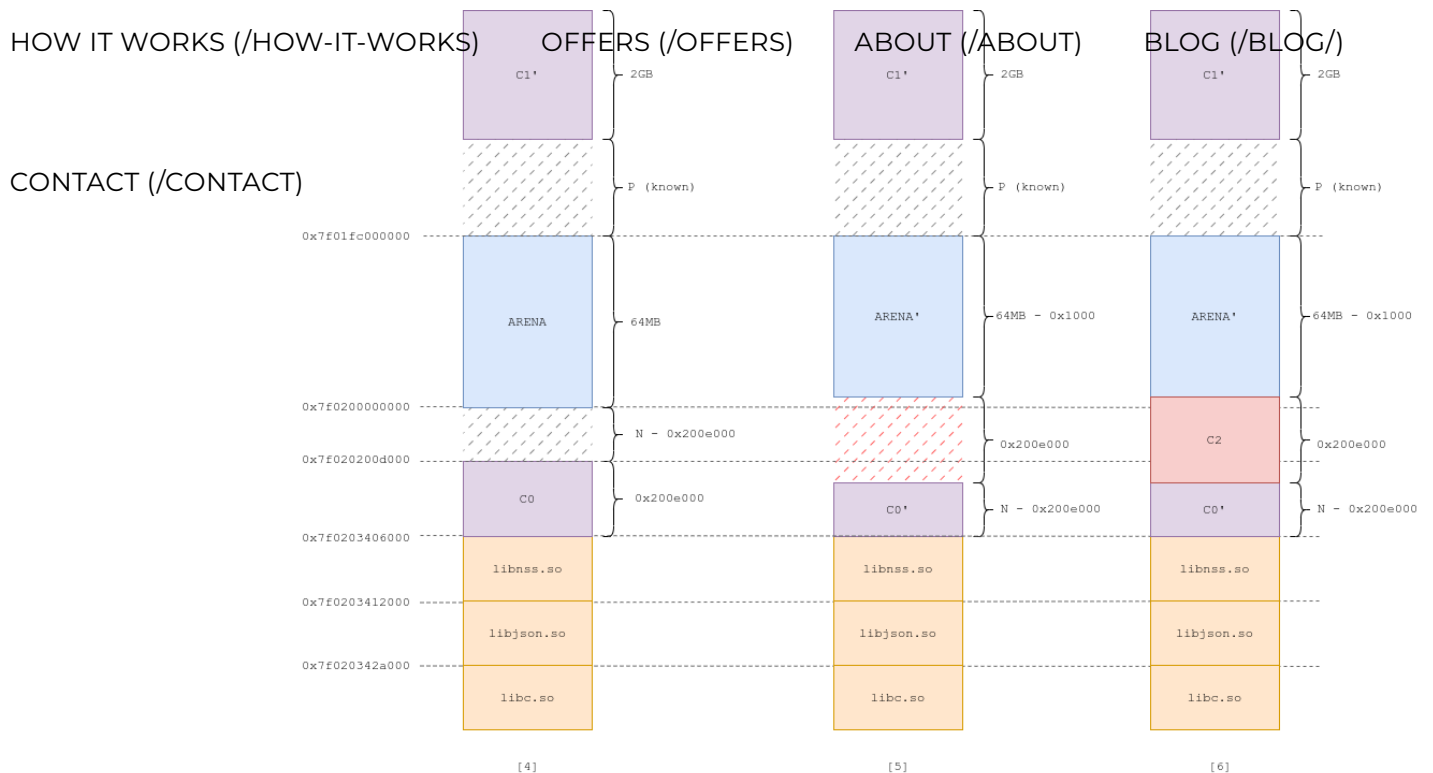 HOW IT WORKS (/HOW-IT-WORKS) OFFERS (/OFFERS) ABOUT (/ABOUT) BLOG (/BLOG/)
C1' 2GB C1' 2GB C1' 2GB
CONTACT (/CONTACT)
P (known) P (known) P (known)
0x7f01fc000000
ARENA 64MB ARENA' 64MB - 0x1000 ARENA' 64MB - 0x1000
0x7f0200000000
N - 0x200e000 0x200e000 C2 0x200e000
0x7f020200d000
C0 0x200e000 C0' N - 0x200e000 C0' N - 0x200e000
0x7f0203406000
libnss.so libnss.so libnss.so
0x7f0203412000
libjson.so libjson.so libjson.so
0x7f020342a000
libc.so libc.so libc.so
[4] [5] [6]